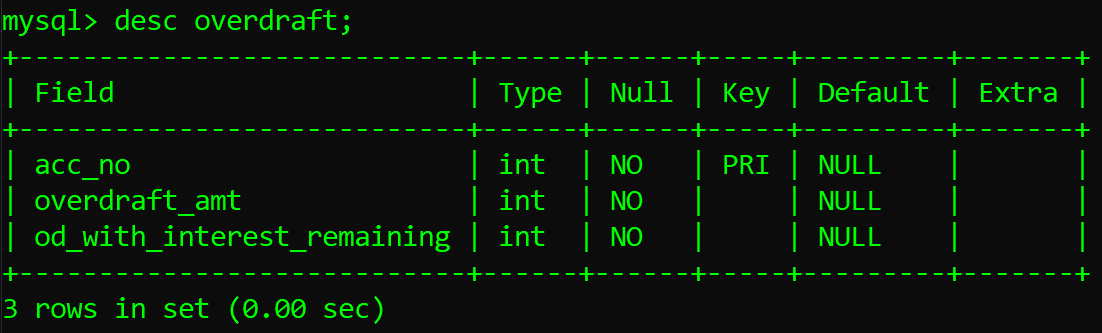 mysql> desc overdraft;
+----------------------------+------+------+-----+---------+-------+
| Field                      | Type | Null | Key | Default | Extra |
+----------------------------+------+------+-----+---------+-------+
| acc_no                     | int  | NO   | PRI | NULL    |       |
| overdraft_amt              | int  | NO   |     | NULL    |       |
| od_with_interest_remaining | int  | NO   |     | NULL    |       |
+----------------------------+------+------+-----+---------+-------+
3 rows in set (0.00 sec)